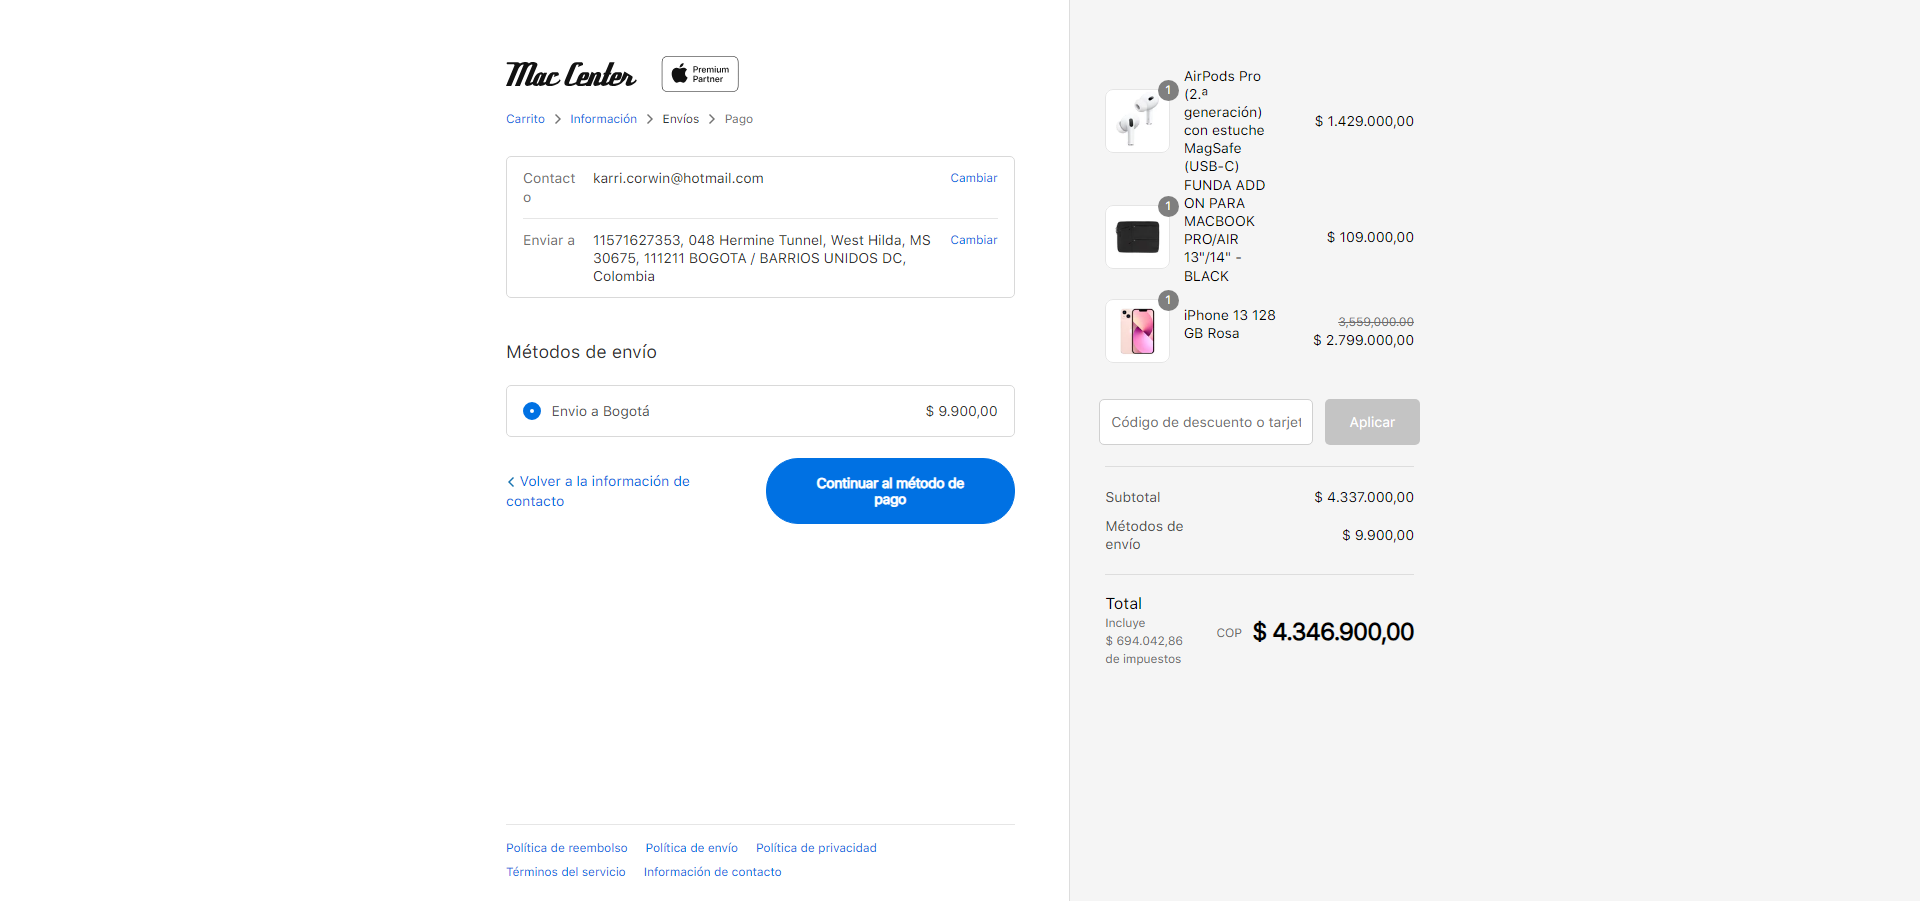 Mac Center
Premium
Partner
Carrito > Información > Envíos > Pago
Contact
o
karri.corwin@hotmail.com
Cambiar
Enviar a
11571627353, 048 Hermine Tunnel, West Hilda, MS
30675, 111211 BOGOTA / BARRIOS UNIDOS DC,
Colombia
Cambiar
Métodos de envío
Envio a Bogotá
$ 9.900,00
Volver a la información de
contacto
Continuar al método de
pago
Política de reembolso
Política de envío
Política de privacidad
Términos del servicio
Información de contacto
1
AirPods Pro
(2.ª
generación)
con estuche
MagSafe
(USB-C)
$ 1.429.000,00
1
FUNDA ADD
ON PARA
MACBOOK
PRO/AIR
13"/14" -
BLACK
$ 109.000,00
1
iPhone 13 128
GB Rosa
3,559,000.00
$ 2.799.000,00
Código de descuento o tarjet
Aplicar
Subtotal
$ 4.337.000,00
Métodos de
envío
$ 9.900,00
Total
Incluye
$ 694.042,86
de impuestos
COP $ 4.346.900,00